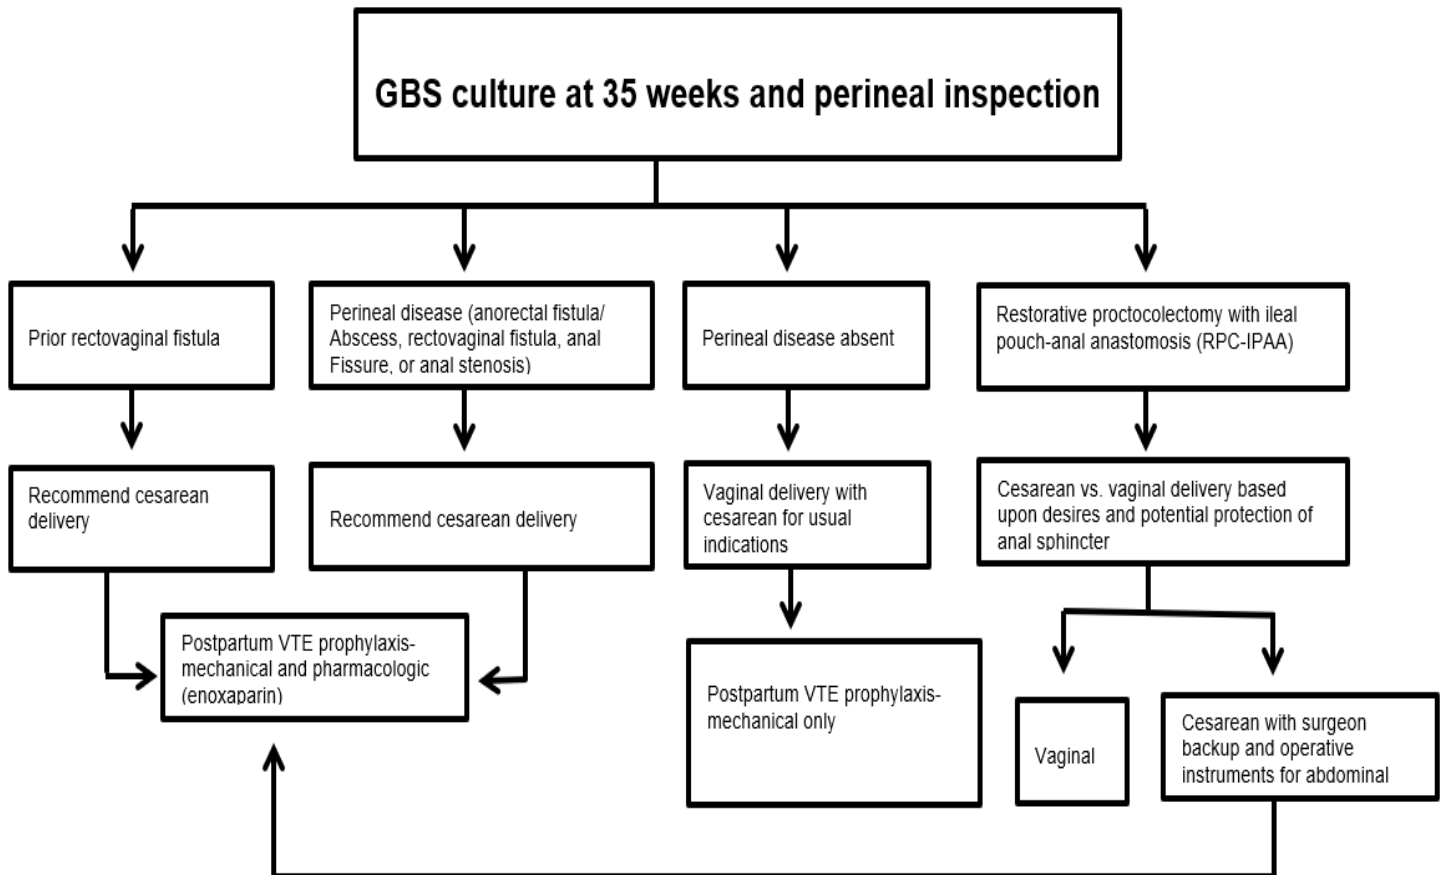 GBS culture at 35 weeks and perineal inspection
Prior rectovaginal fistula
Perineal disease (anorectal fistula/
Abscess, rectovaginal fistula, anal
Fissure, or anal stenosis)
Perineal disease absent
Restorative proctocolectomy with ileal
pouch-anal anastomosis (RPC-IPAA)
Recommend cesarean
delivery
Recommend cesarean delivery
Vaginal delivery with
cesarean for usual
indications
Cesarean vs. vaginal delivery based
upon desires and potential protection of
anal sphincter
Postpartum VTE prophylaxis-
mechanical and pharmacologic
(enoxaparin)
Postpartum VTE prophylaxis-
mechanical only
Vaginal
Cesarean with surgeon
backup and operative
instruments for abdominal